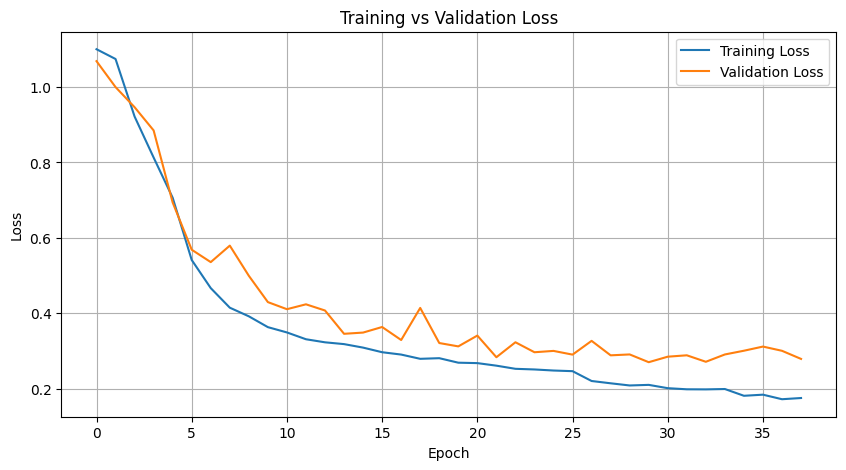 Training vs Validation Loss
Training Loss
Validation Loss
1.0
0.8
0.6
0.4
0.2
Loss
0 5 10 15 20 25 30 35
Epoch